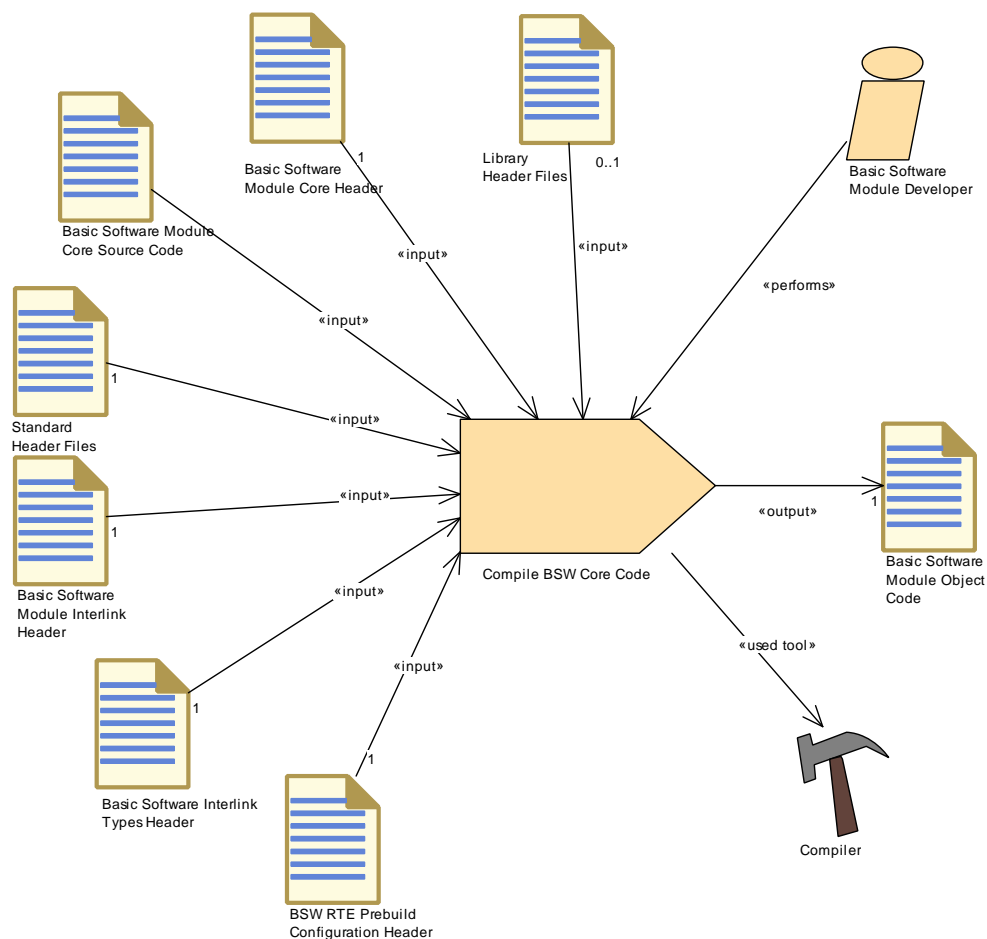 1
Basic Software
Module Core Header
Library
Header Files
0..1
Basic Software
Module Developer
Basic Software Module
Core Source Code
«input»
«input»
«performs»
«input»
1
Standard
Header Files
«input»
«input»
1
Basic Software
Module Interlink
Header
«output»
1
Basic Software
Module Object
Code
Compile BSW Core Code
«input»
«used tool»
«input»
1
Basic Software Interlink
Types Header
1
Compiler
BSW RTE Prebuild
Configuration Header